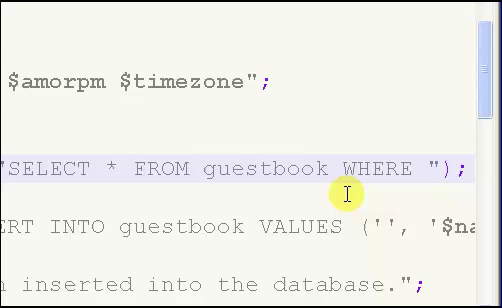 $amorpm $timezone";
"SELECT * FROM guestbook WHERE ");
ERT INTO guestbook VALUES ('', '$na
n inserted into the database.";